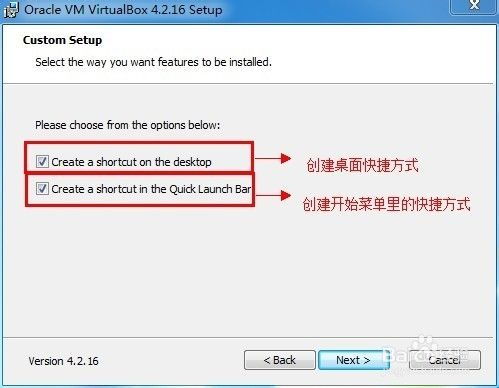 Oracle VM VirtualBox 4.2.16 Setup
Custom Setup
Select the way you want features to be installed.
Please choose from the options below:
Create a shortcut on the desktop
创建桌面快捷方式
Create a shortcut in the Quick Launch Bar
创建开始菜单里的快捷方式
Version 4.2.16
< Back
Next >
Cancel